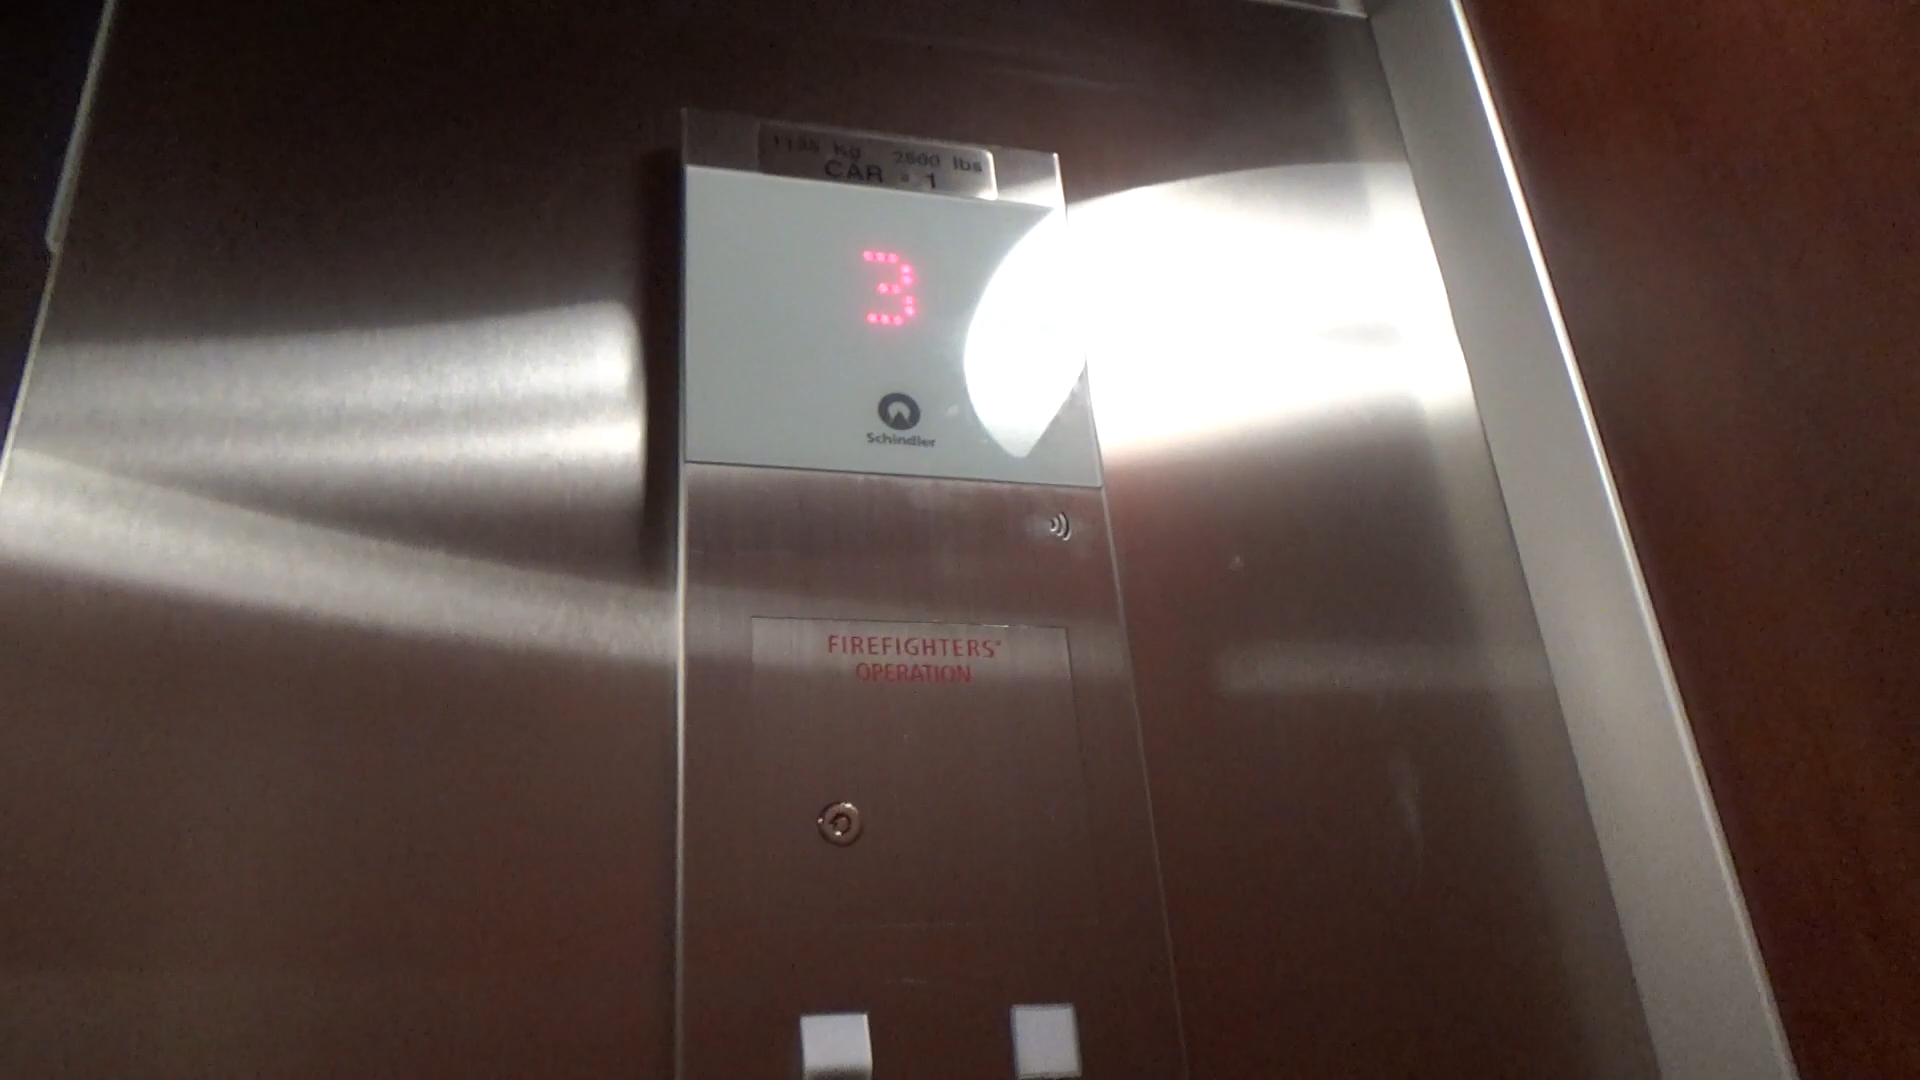 1135 Kg 2500 lbs
CAR - 1
3
Schindler
FIREFIGHTERS'
OPERATION